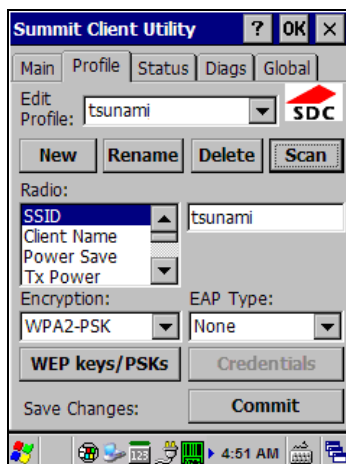 Summit Client Utility ? OK ×
Main Profile Status Diags Global
Edit
Profile: tsunami
SDC
New Rename Delete Scan
Radio:
SSID tsunami
Client Name
Power Save
Tx Power
Encryption: EAP Type:
WPA2-PSK None
WEP keys/PSKs Credentials
Save Changes: Commit
123 4:51 AM